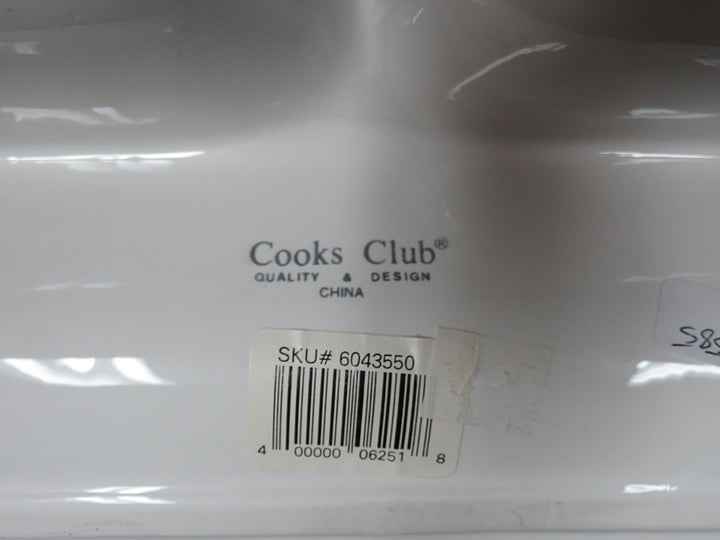 Cooks Club®
QUALITY & DESIGN
CHINA
SKU# 6043550
4 00000 06251 8